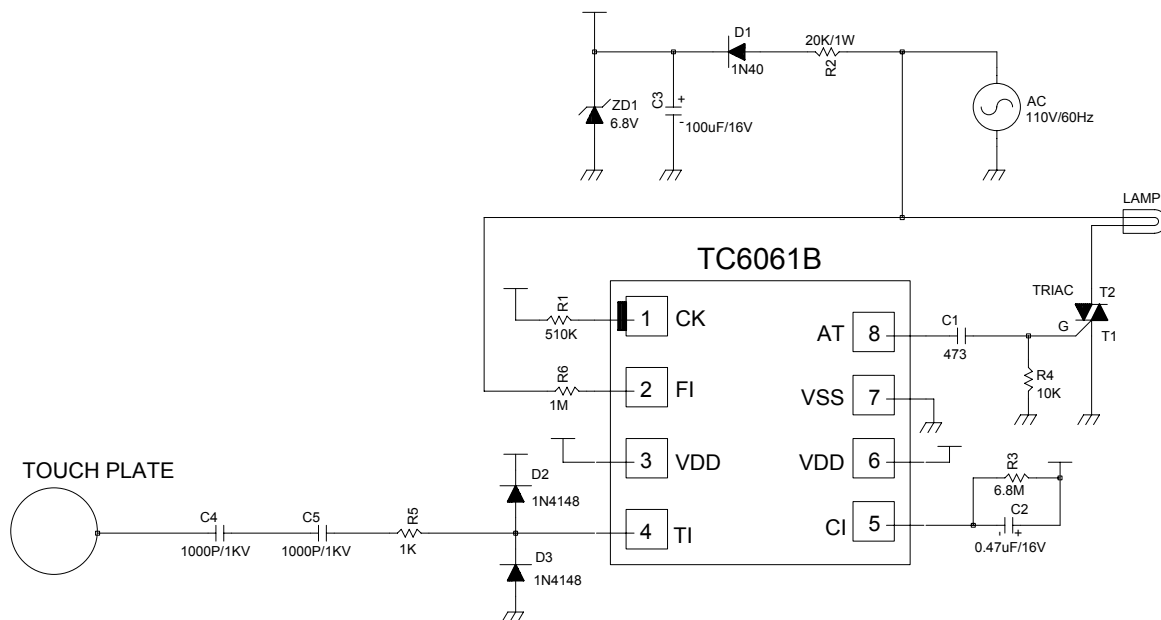 D1
1N40
20K/1W
R2
ZD1
6.8V
C3
+
-
100uF/16V
AC
110V/60Hz
LAMP
TC6061B
R1
510K
1
CK
R6
1M
2
FI
3
VDD
4
TI
AT
8
VSS
7
VDD
6
CI
5
C1
473
TRIAC
T2
G
T1
R4
10K
R3
6.8M
C2
-
+
0.47uF/16V
TOUCH PLATE
C4
1000P/1KV
C5
1000P/1KV
R5
1K
D2
1N4148
D3
1N4148